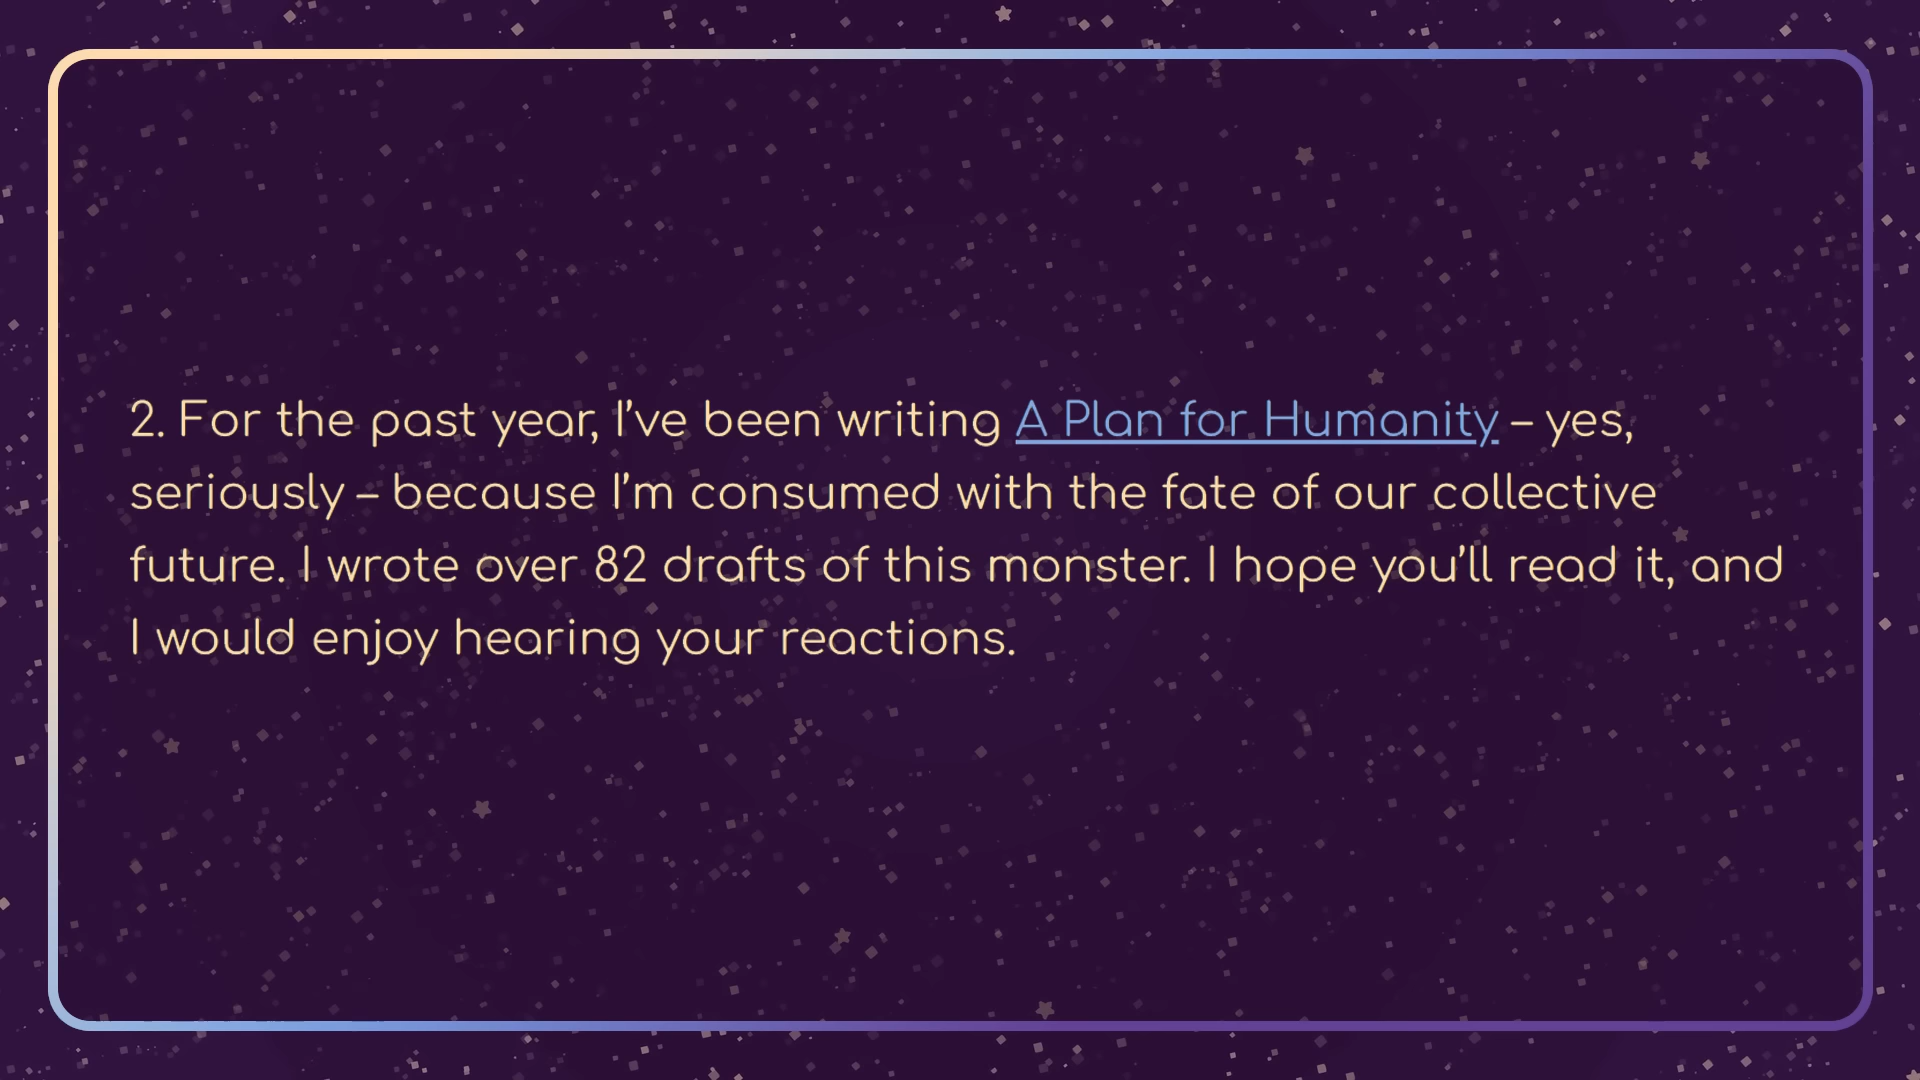 2. For the past year, I’ve been writing A Plan for Humanity – yes,
seriously – because I’m consumed with the fate of our collective
future. I wrote over 82 drafts of this monster. I hope you’ll read it, and
I would enjoy hearing your reactions.